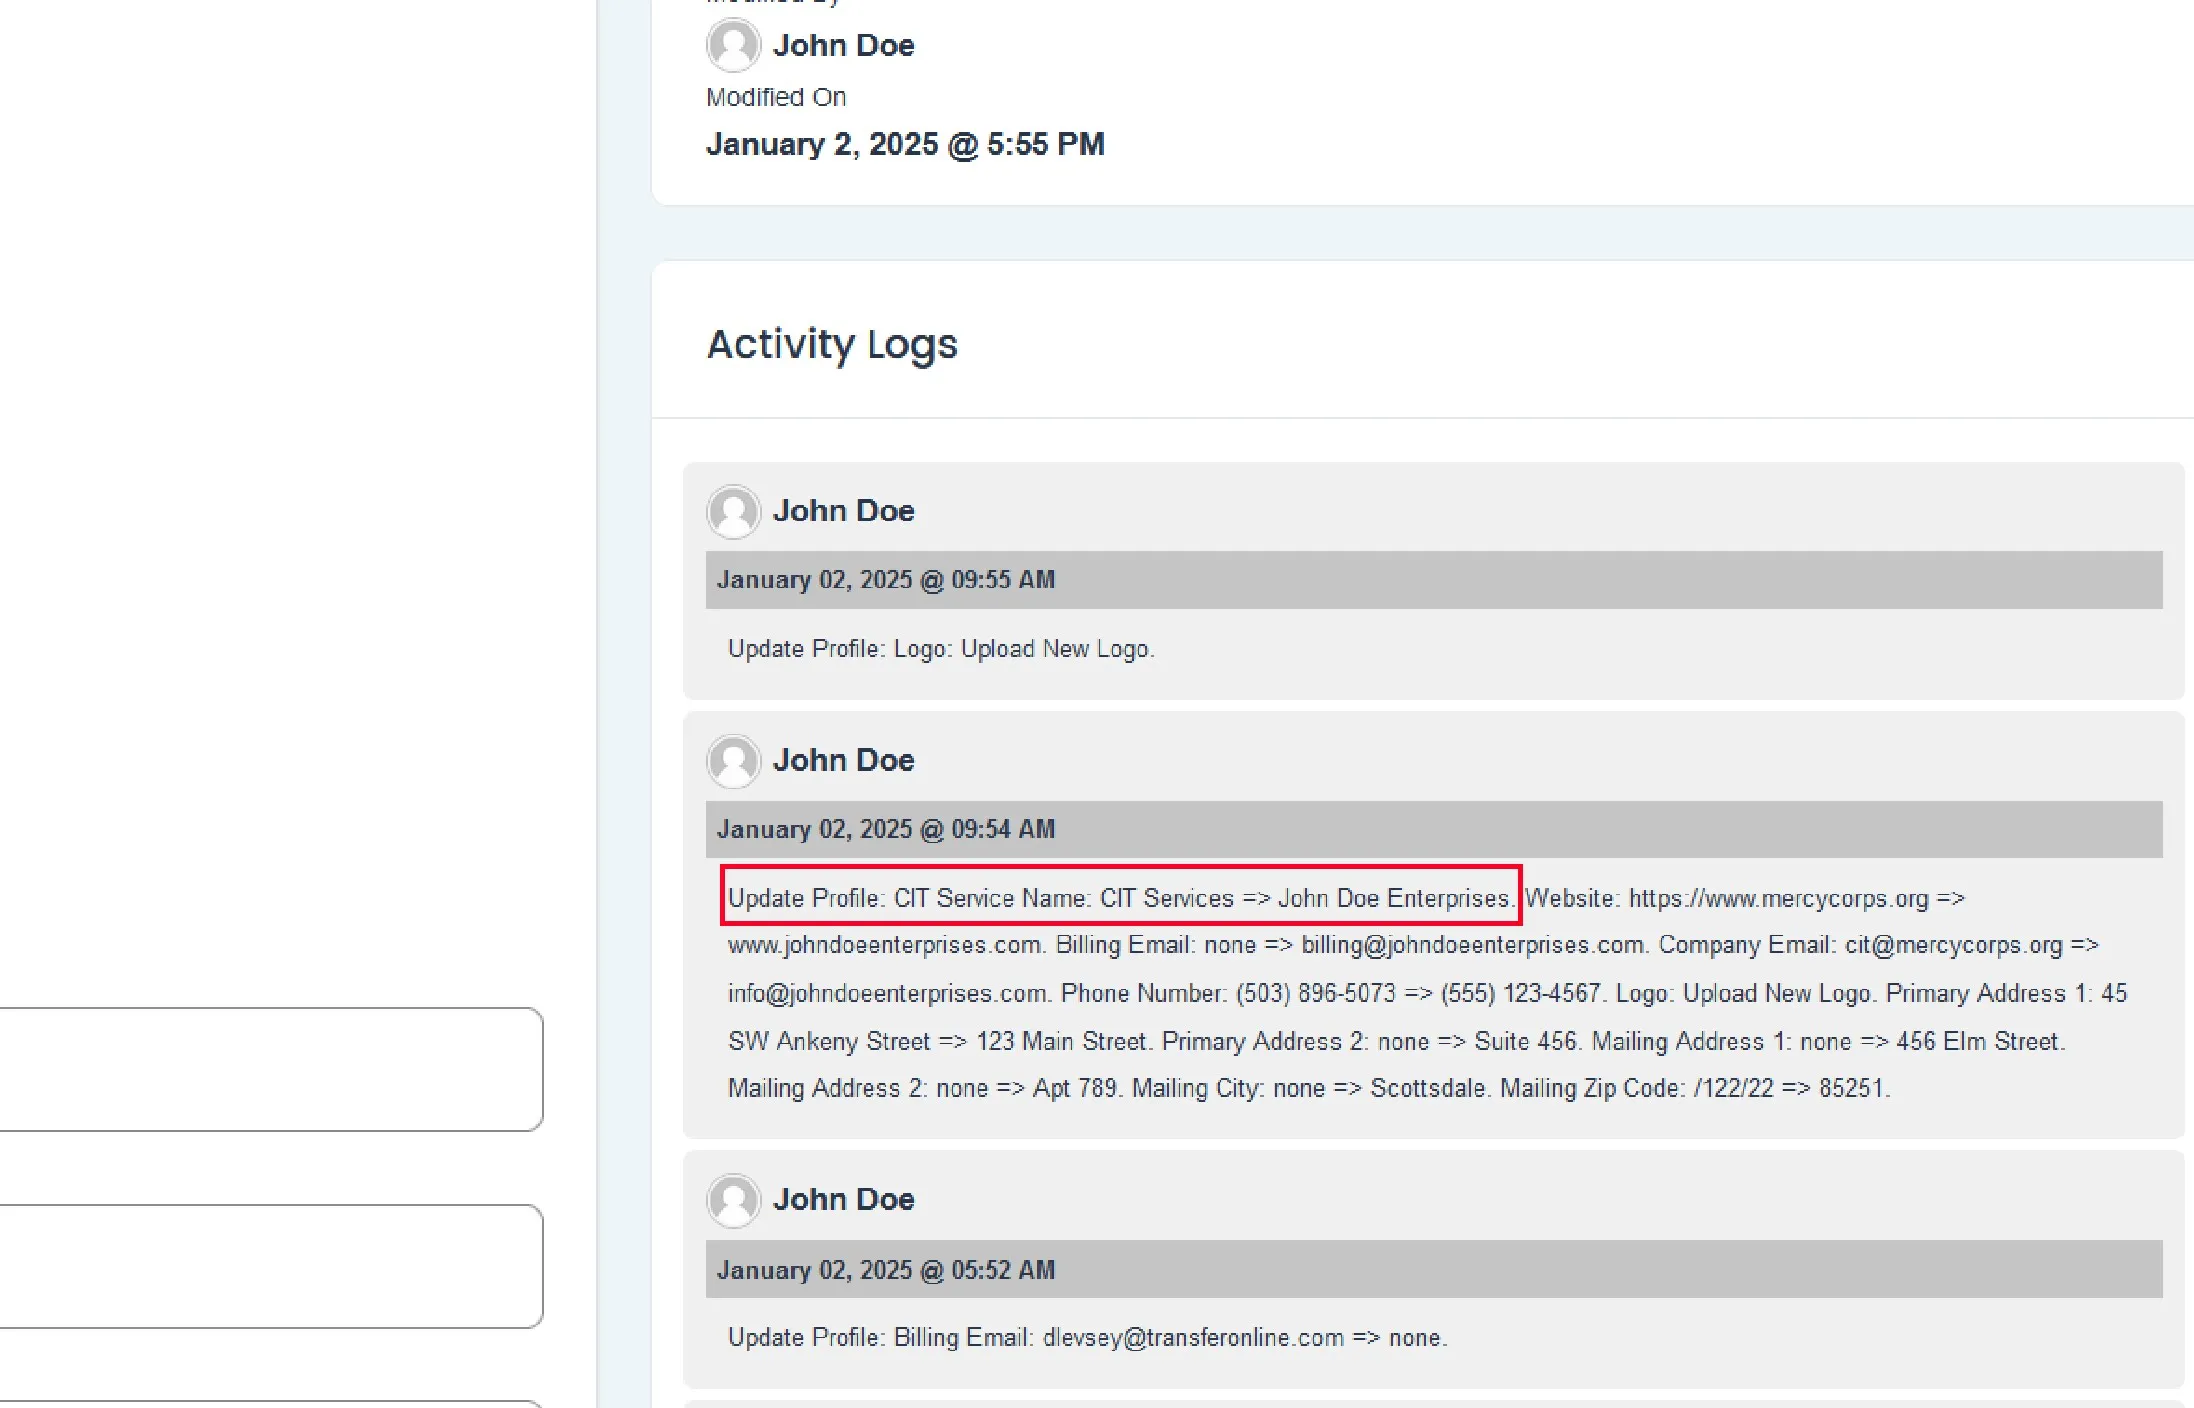 John Doe
Modified On
January 2, 2025 @ 5:55 PM
Activity Logs
John Doe
January 02, 2025 @ 09:55 AM
Update Profile: Logo: Upload New Logo.
John Doe
January 02, 2025 @ 09:54 AM
Update Profile: CIT Service Name: CIT Services => John Doe Enterprises. Website: https://www.mercycorps.org =>
www.johndoeenterprises.com. Billing Email: none => billing@johndoeenterprises.com. Company Email: cit@mercycorps.org =>
info@johndoeenterprises.com. Phone Number: (503) 896-5073 => (555) 123-4567. Logo: Upload New Logo. Primary Address 1: 45
SW Ankeny Street => 123 Main Street. Primary Address 2: none => Suite 456. Mailing Address 1: none => 456 Elm Street.
Mailing Address 2: none => Apt 789. Mailing City: none => Scottsdale. Mailing Zip Code: /122/22 => 85251.
John Doe
January 02, 2025 @ 05:52 AM
Update Profile: Billing Email: dlevsey@transferonline.com => none.